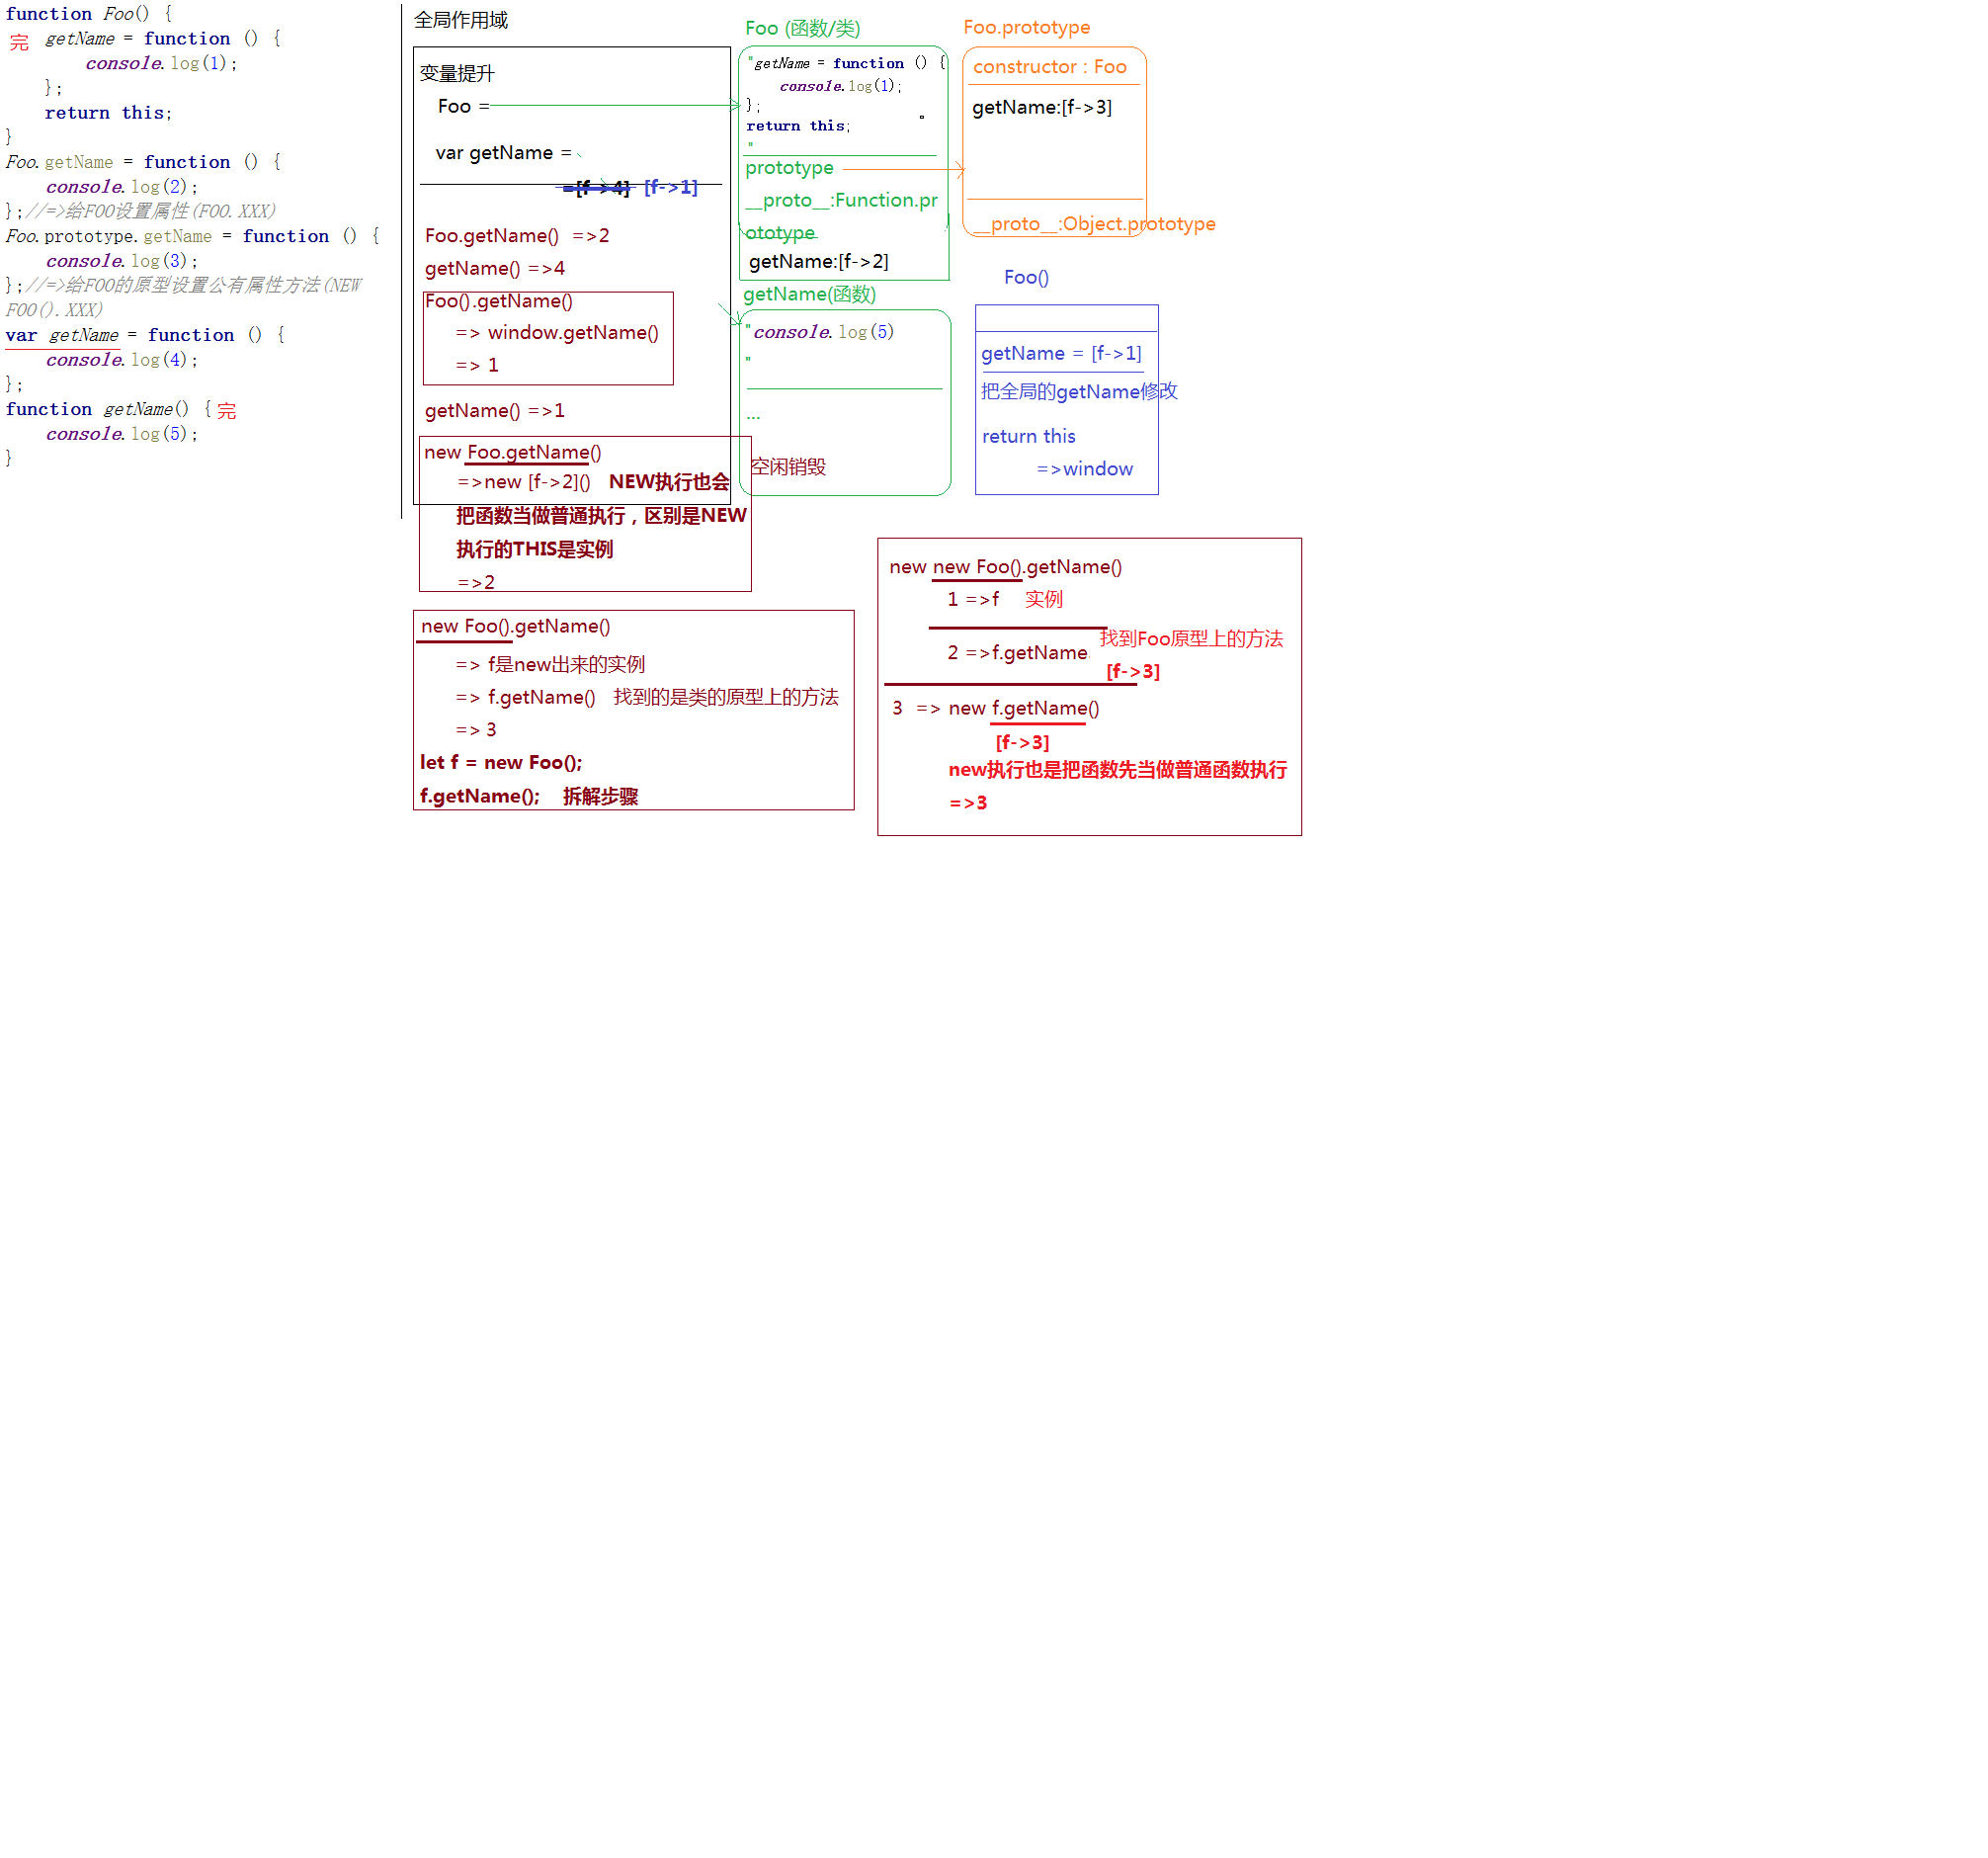 function Foo() {
完 getName = function () {
console.log(1);
};
return this;
}
Foo.getName = function () {
console.log(2);
};//=>给FOO设置属性(FOO.XXX)
Foo.prototype.getName = function () {
console.log(3);
};//=>给FOO的原型设置公有属性方法(NEW
FOO().XXX)
var getName = function () {
console.log(4);
};
function getName() { 完
console.log(5);
}
全局作用域
变量提升
Foo =
var getName =
=[f->4] [f->1]
Foo.getName() =>2
getName() =>4
Foo().getName()
=> window.getName()
=> 1
getName() =>1
new Foo.getName()
=>new [f->2]() NEW执行也会
把函数当做普通执行，区别是NEW
执行的THIS是实例
=>2
new Foo().getName()
=> f是new出来的实例
=> f.getName() 找到的是类的原型上的方法
=> 3
let f = new Foo();
f.getName(); 拆解步骤
Foo (函数/类)
"getName = function () {
console.log(1);
};
return this;
"
prototype
__proto__:Function.pr
ototype
getName:[f->2]
getName(函数)
"console.log(5)
"
...
空闲销毁
Foo.prototype
constructor : Foo
getName:[f->3]
__proto__:Object.prototype
Foo()
getName = [f->1]
把全局的getName修改
return this
=>window
new new Foo().getName()
1 =>f 实例
2 =>f.getName 找到Foo原型上的方法
[f->3]
3 => new f.getName()
[f->3]
new执行也是把函数先当做普通函数执行
=>3